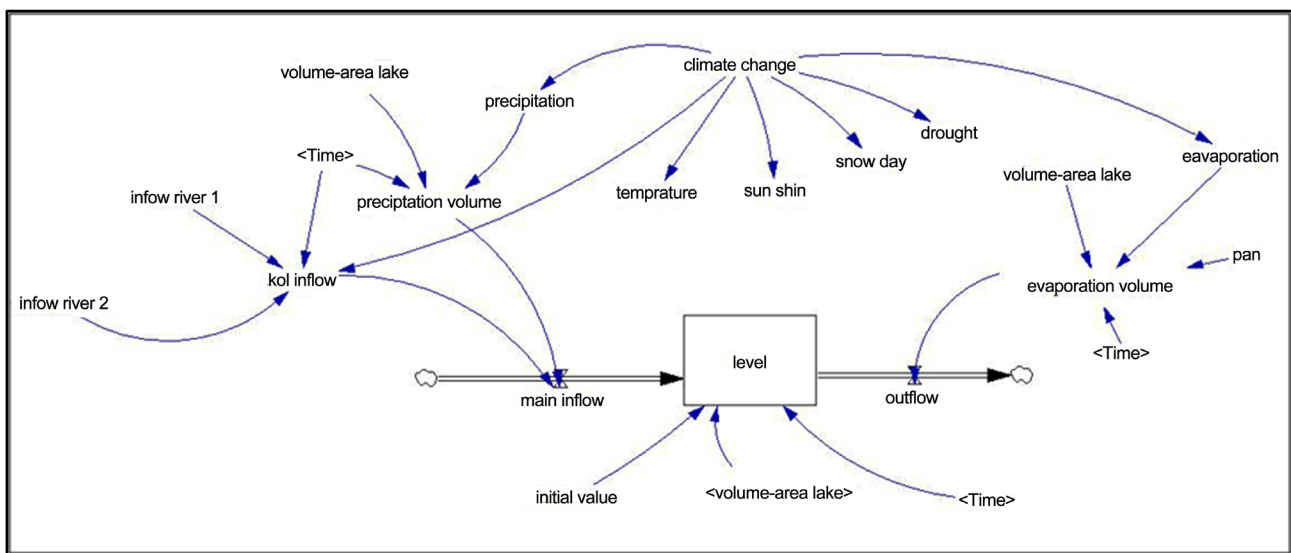 climate change
volume-area lake
precipitation
drought
<Time>
snow day
eavaporation
volume-area lake
infow river 1
preciptation volume
temprature
sun shin
pan
kol inflow
evaporation volume
infow river 2
<Time>
level
main inflow
outflow
initial value
<volume-area lake>
<Time>